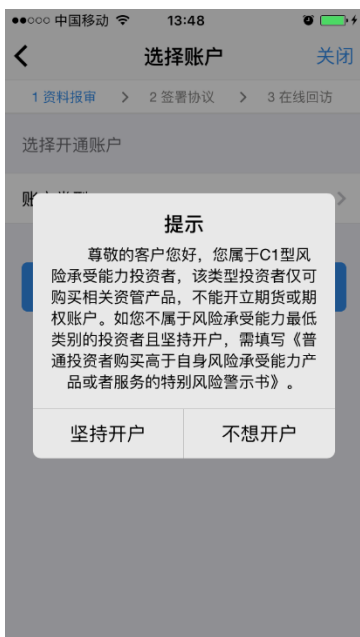 中国移动 13:48
选择账户 关闭
1 资料报审 > 2 签署协议 > 3 在线回访
选择开通账户
提示
尊敬的客户您好，您属于C1型风
险承受能力投资者，该类型投资者仅可
购买相关资管产品，不能开立期货或期
权账户。如您不属于风险承受能力最低
类别的投资者且坚持开户，需填写《普
通投资者购买高于自身风险承受能力产
品或者服务的特别风险警示书》。
坚持开户 不想开户